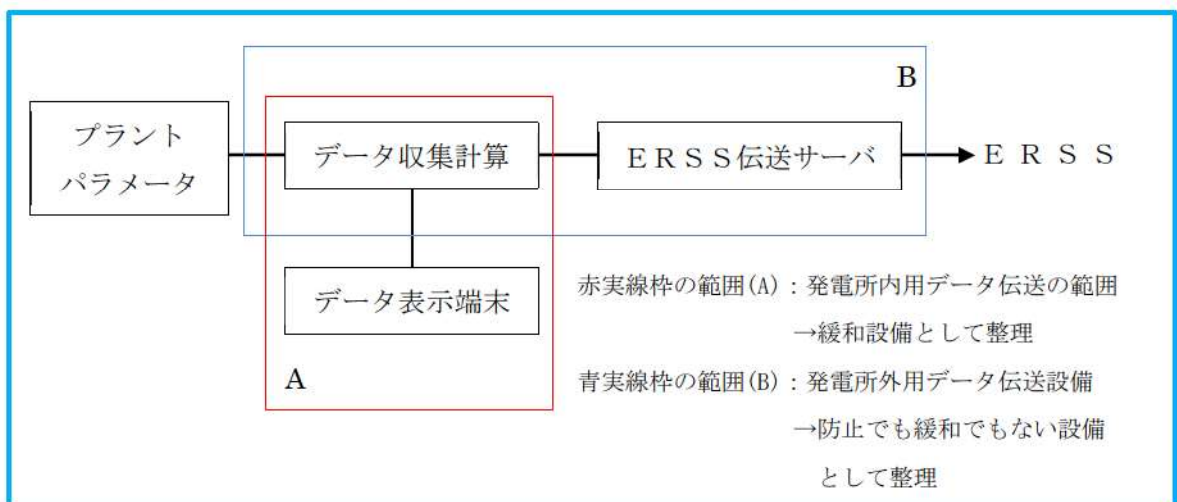 B
プラント
パラメータ
データ収集計算
ＥＲＳＳ伝送サーバ
ＥＲＳＳ
データ表示端末
A
赤実線枠の範囲(A)：発電所内用データ伝送の範囲
→緩和設備として整理
青実線枠の範囲(B)：発電所外用データ伝送設備
→防止でも緩和でもない設備
として整理